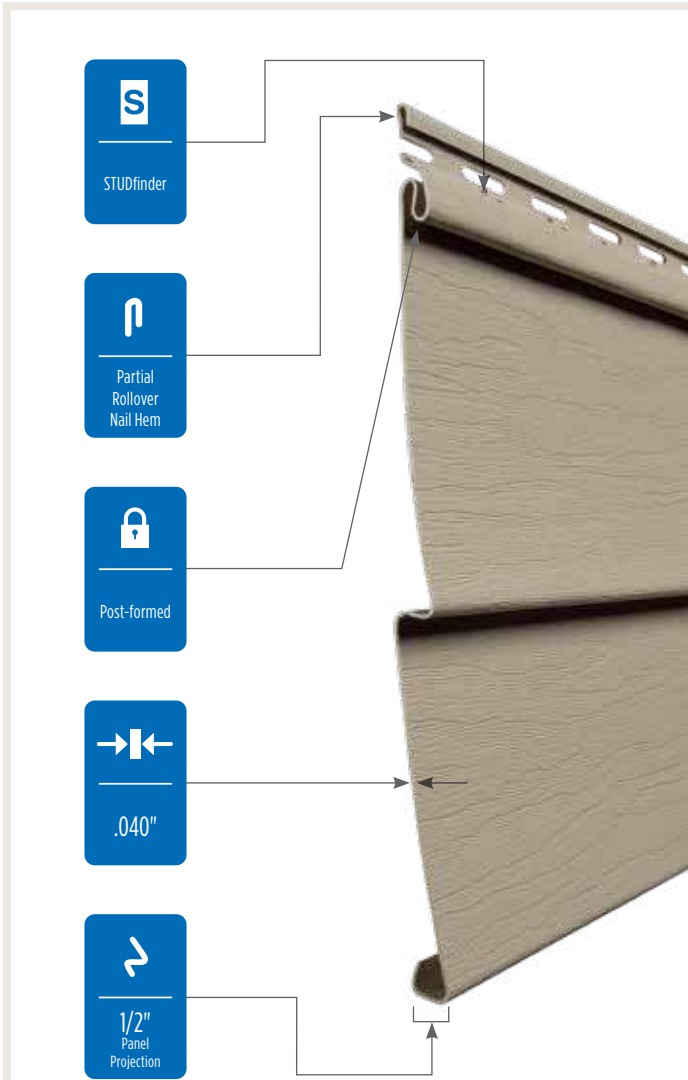 S
STUDfinder
Partial
Rollover
Nail Hem
Post-formed
.040"
1/2"
Panel
Projection